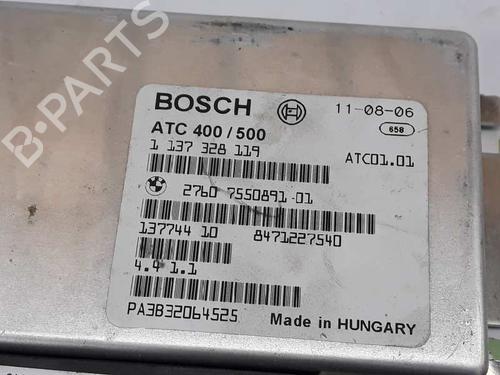 B-PARTS
BOSCH 11-08-06
658
ATC 400 / 500
1 137 328 119 ATC01.01
2760 7550891 01
137744 10 8471227540
4.4 1.1
PA3B32064525 Made in HUNGARY